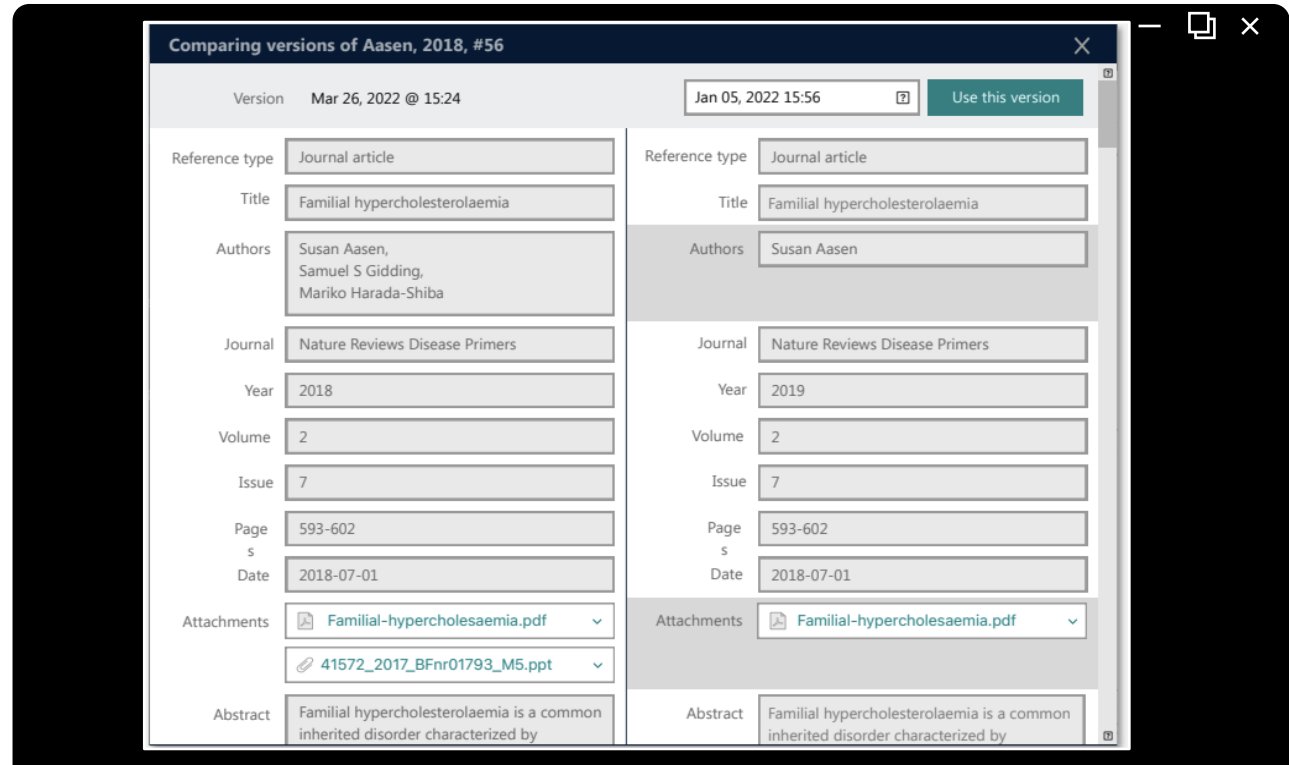 Comparing versions of Aasen, 2018, #56
Version Mar 26, 2022 @ 15:24
Jan 05, 2022 15:56 Use this version
Reference type Journal article
Title Familial hypercholesterolaemia
Authors Susan Aasen,
Samuel S Gidding,
Mariko Harada-Shiba
Journal Nature Reviews Disease Primers
Year 2018
Volume 2
Issue 7
Page
s
593-602
Date 2018-07-01
Attachments Familial-hypercholesaemia.pdf
41572_2017_BFnr01793_M5.ppt
Abstract Familial hypercholesterolaemia is a common
inherited disorder characterized by
Reference type Journal article
Title Familial hypercholesterolaemia
Authors Susan Aasen
Journal Nature Reviews Disease Primers
Year 2019
Volume 2
Issue 7
Page
s
593-602
Date 2018-07-01
Attachments Familial-hypercholesaemia.pdf
Abstract Familial hypercholesterolaemia is a common
inherited disorder characterized by